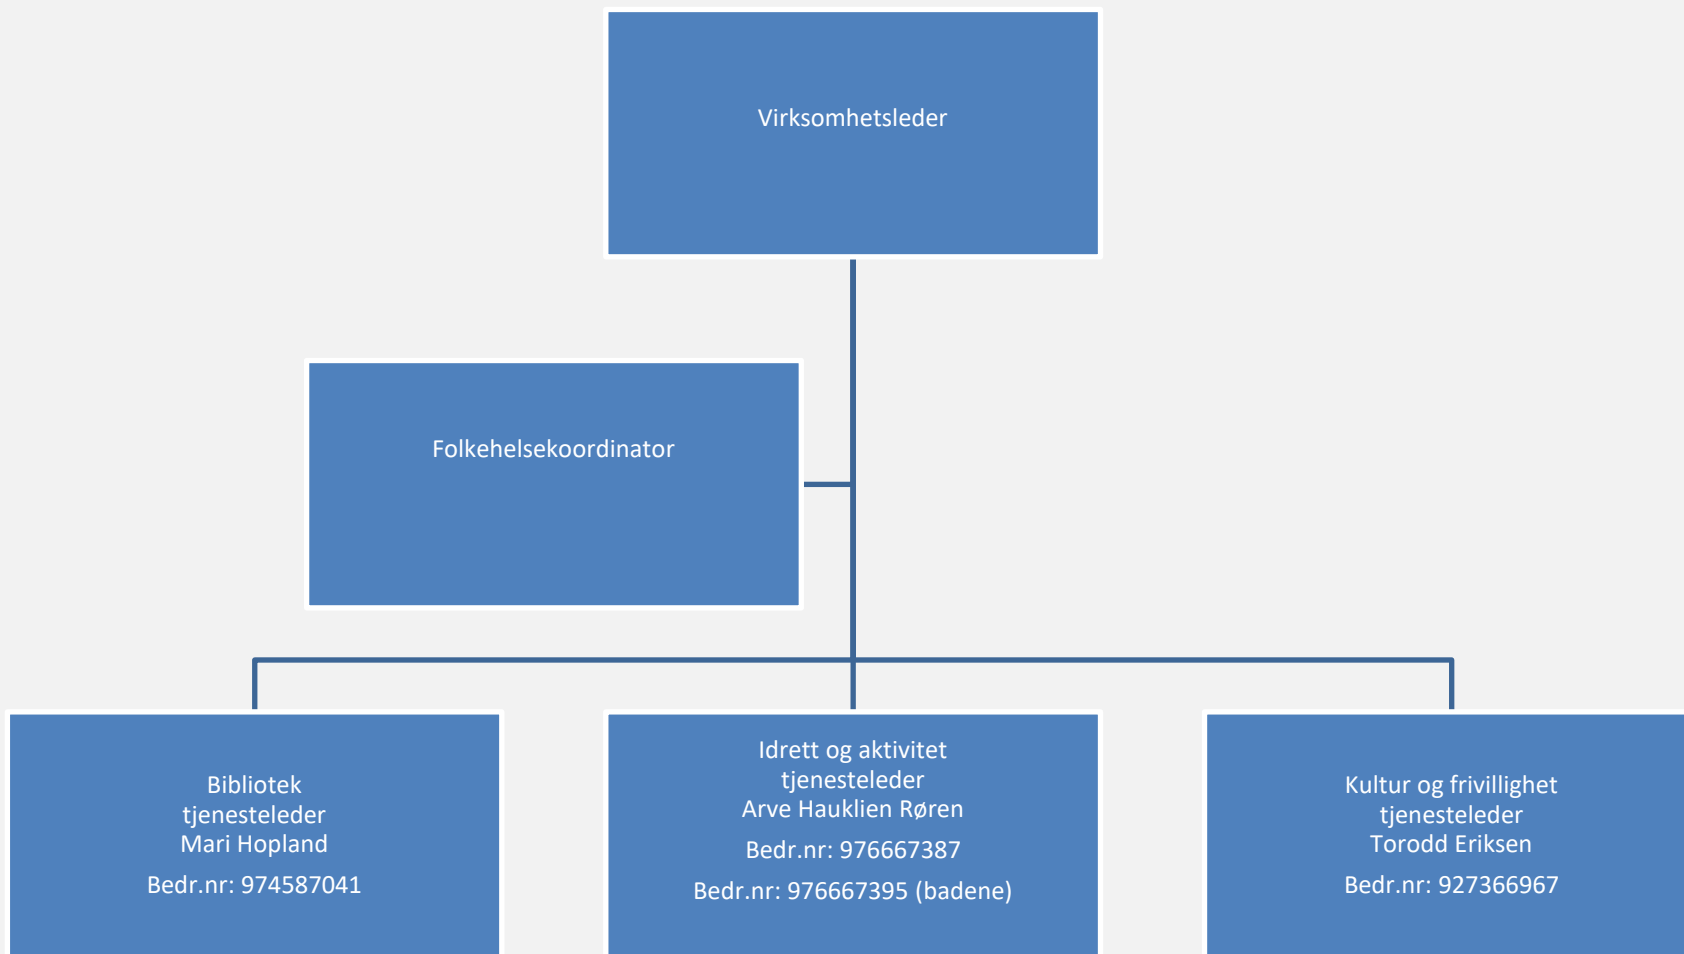 Virksomhetsleder
Folkehelsekoordinator
Bibliotek
tjenesteleder
Mari Hopland
Bedr.nr: 974587041
Idrett og aktivitet
tjenesteleder
Arve Hauklien Røren
Bedr.nr: 976667387
Bedr.nr: 976667395 (badene)
Kultur og frivillighet
tjenesteleder
Torodd Eriksen
Bedr.nr: 927366967